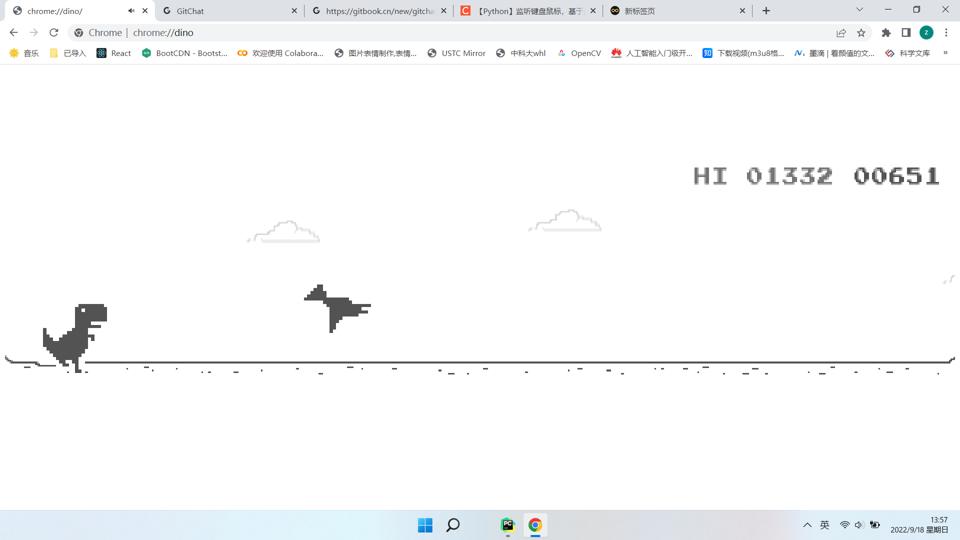 chrome://dino/
GitChat
https://gitbook.cn/new/gitcha
【Python】监听键盘鼠标，基于
新标签页
Chrome | chrome://dino
音乐
已导入
React
BootCDN - Bootst...
欢迎使用 Colabora...
图片表情制作,表情...
USTC Mirror
中科大whl
OpenCV
人工智能入门极开...
下载视频(m3u8格...
墨滴 | 看颜值的文...
科学文库
»
HI 01332 00651
英
13:57
2022/9/18 星期日